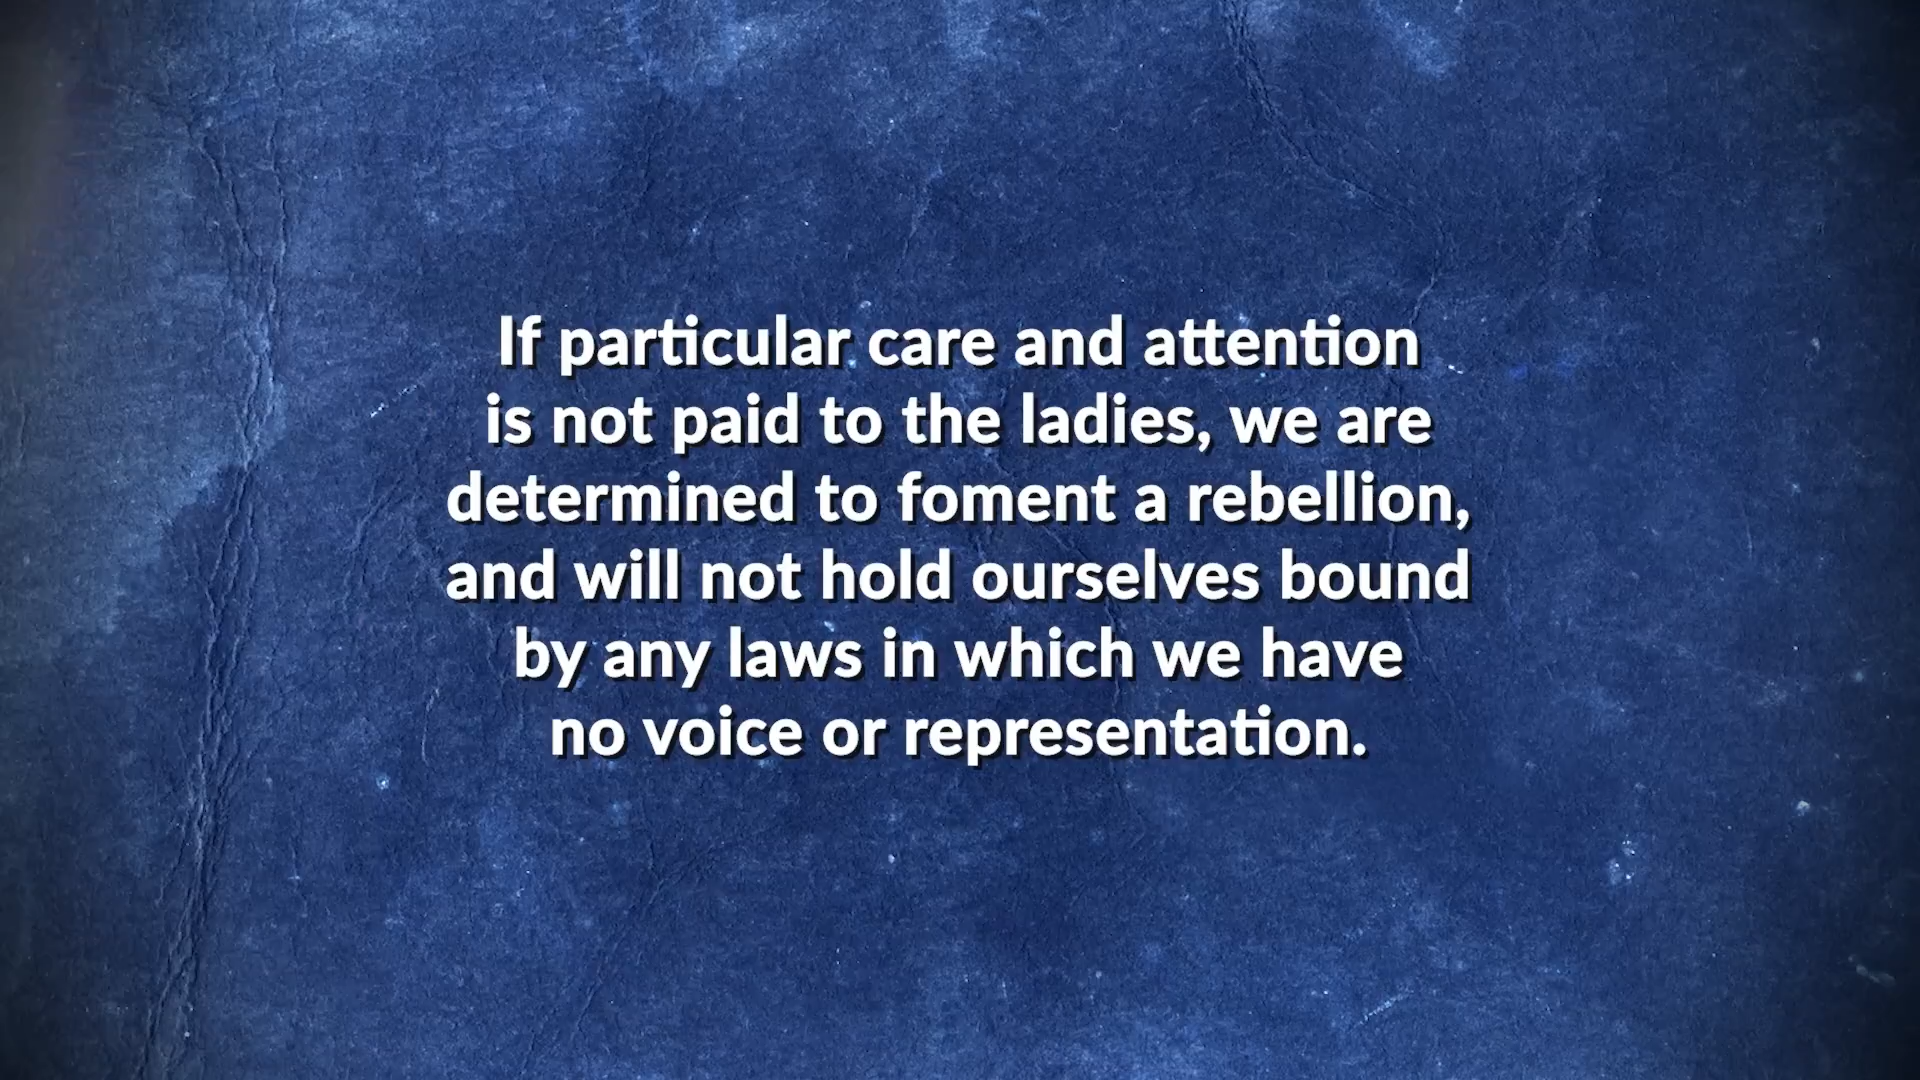 If particular care and attention
is not paid to the ladies, we are
determined to foment a rebellion,
and will not hold ourselves bound
by any laws in which we have
no voice or representation.